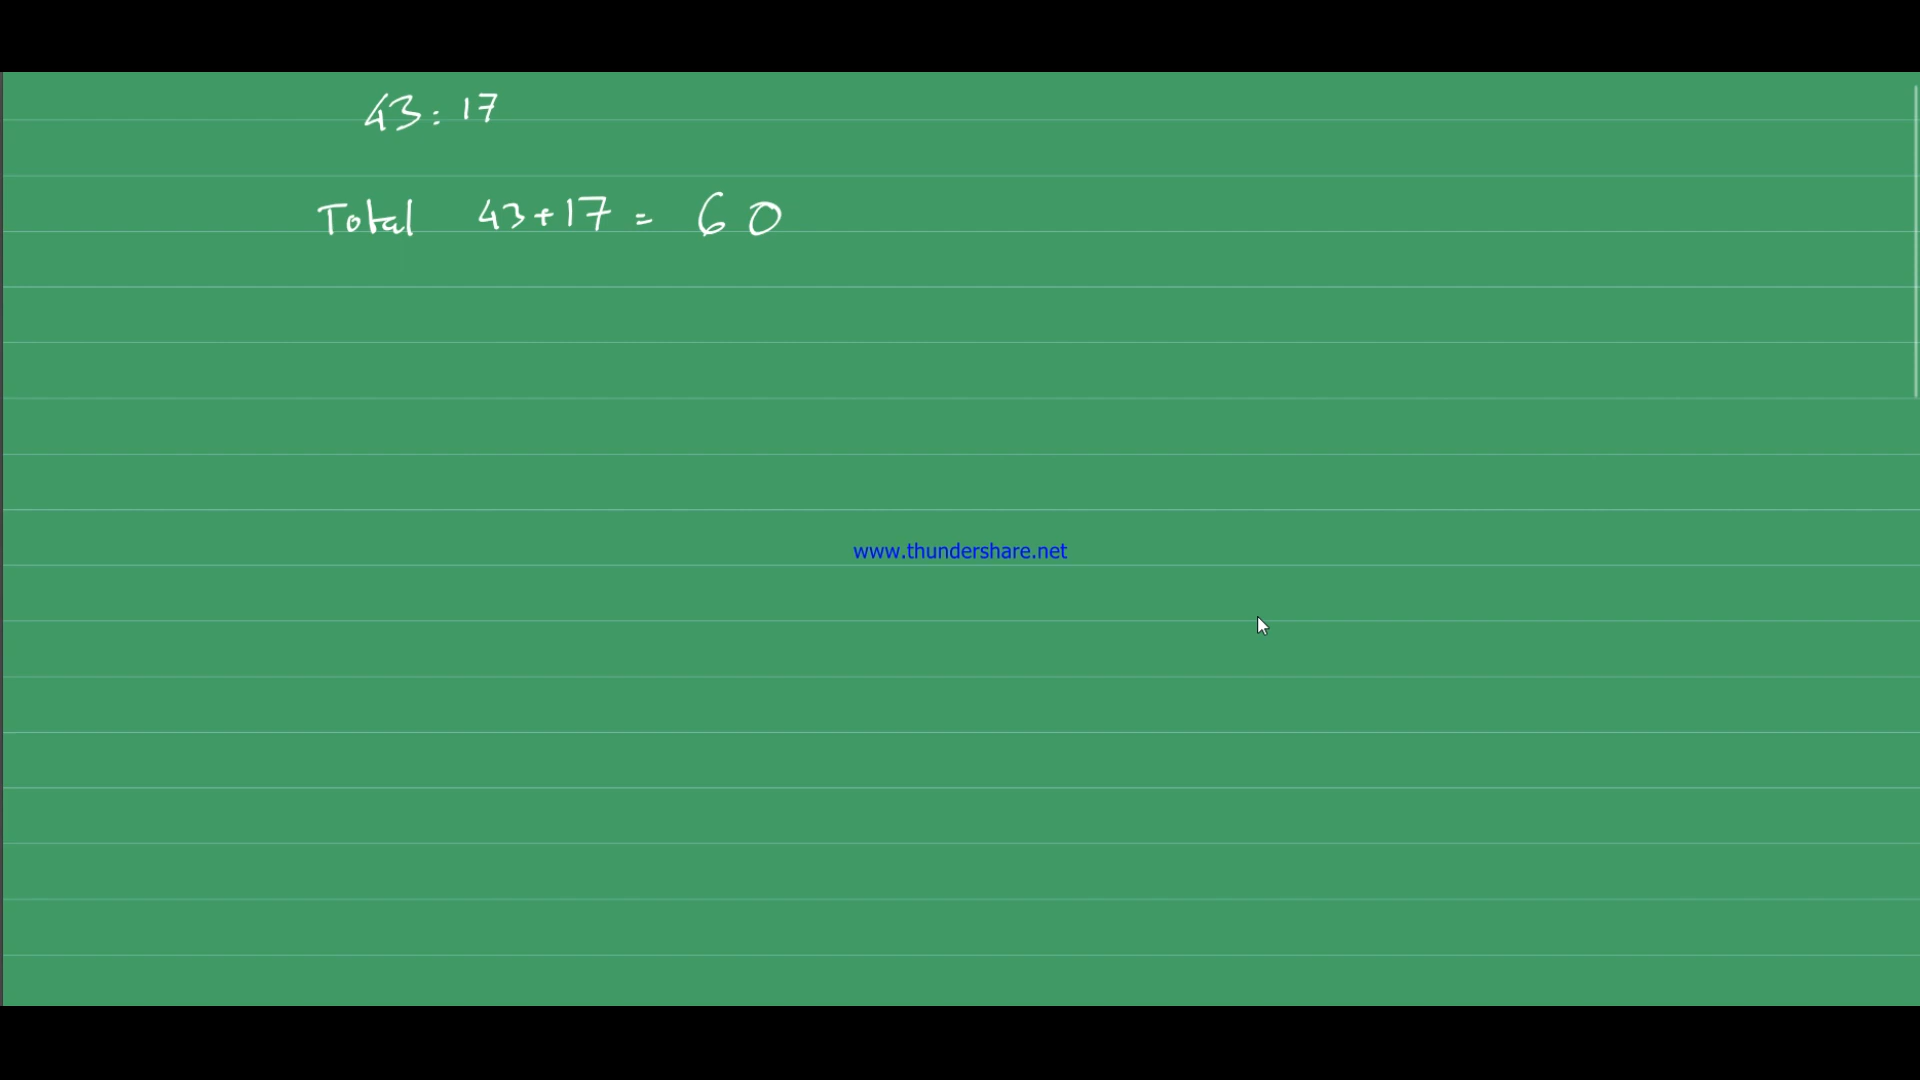 43 : 17
Total 43 + 17 = 60
www.thundershare.net